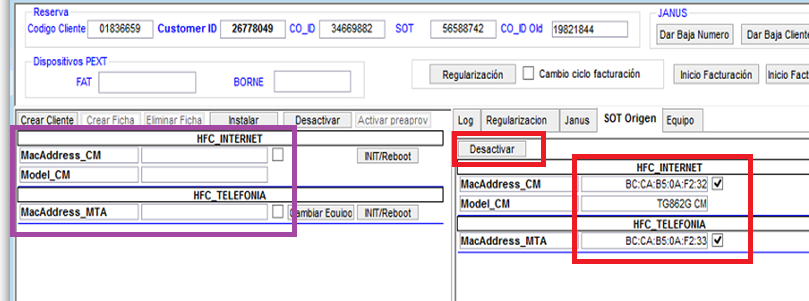 Reserva
JANUS
Codigo Cliente 01836659 Customer ID 26778049 CO_ID 34669882 SOT 56588742 CO_ID Old 19821844
Dar Baja Numero Dar Baja Cliente
Dispositivos PEXT
FAT BORNE
Regularización Cambio ciclo facturación Inicio Facturación Inicio Fact
Crear Cliente Crear Ficha Eliminar Ficha Instalar Desactivar Activar preaprov
HFC_INTERNET
MacAddress_CM INIT/Reboot
Model_CM
HFC_TELEFONIA
MacAddress_MTA Cambiar Equipo INIT/Reboot
Log Regularizacion Janus SOT Origen Equipo
Desactivar
HFC_INTERNET
MacAddress_CM BC:CA:B5:0A:F2:32
Model_CM TG862G CM
HFC_TELEFONIA
MacAddress_MTA BC:CA:B5:0A:F2:33